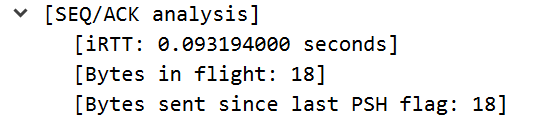 [SEQ/ACK analysis]
[iRTT: 0.093194000 seconds]
[Bytes in flight: 18]
[Bytes sent since last PSH flag: 18]